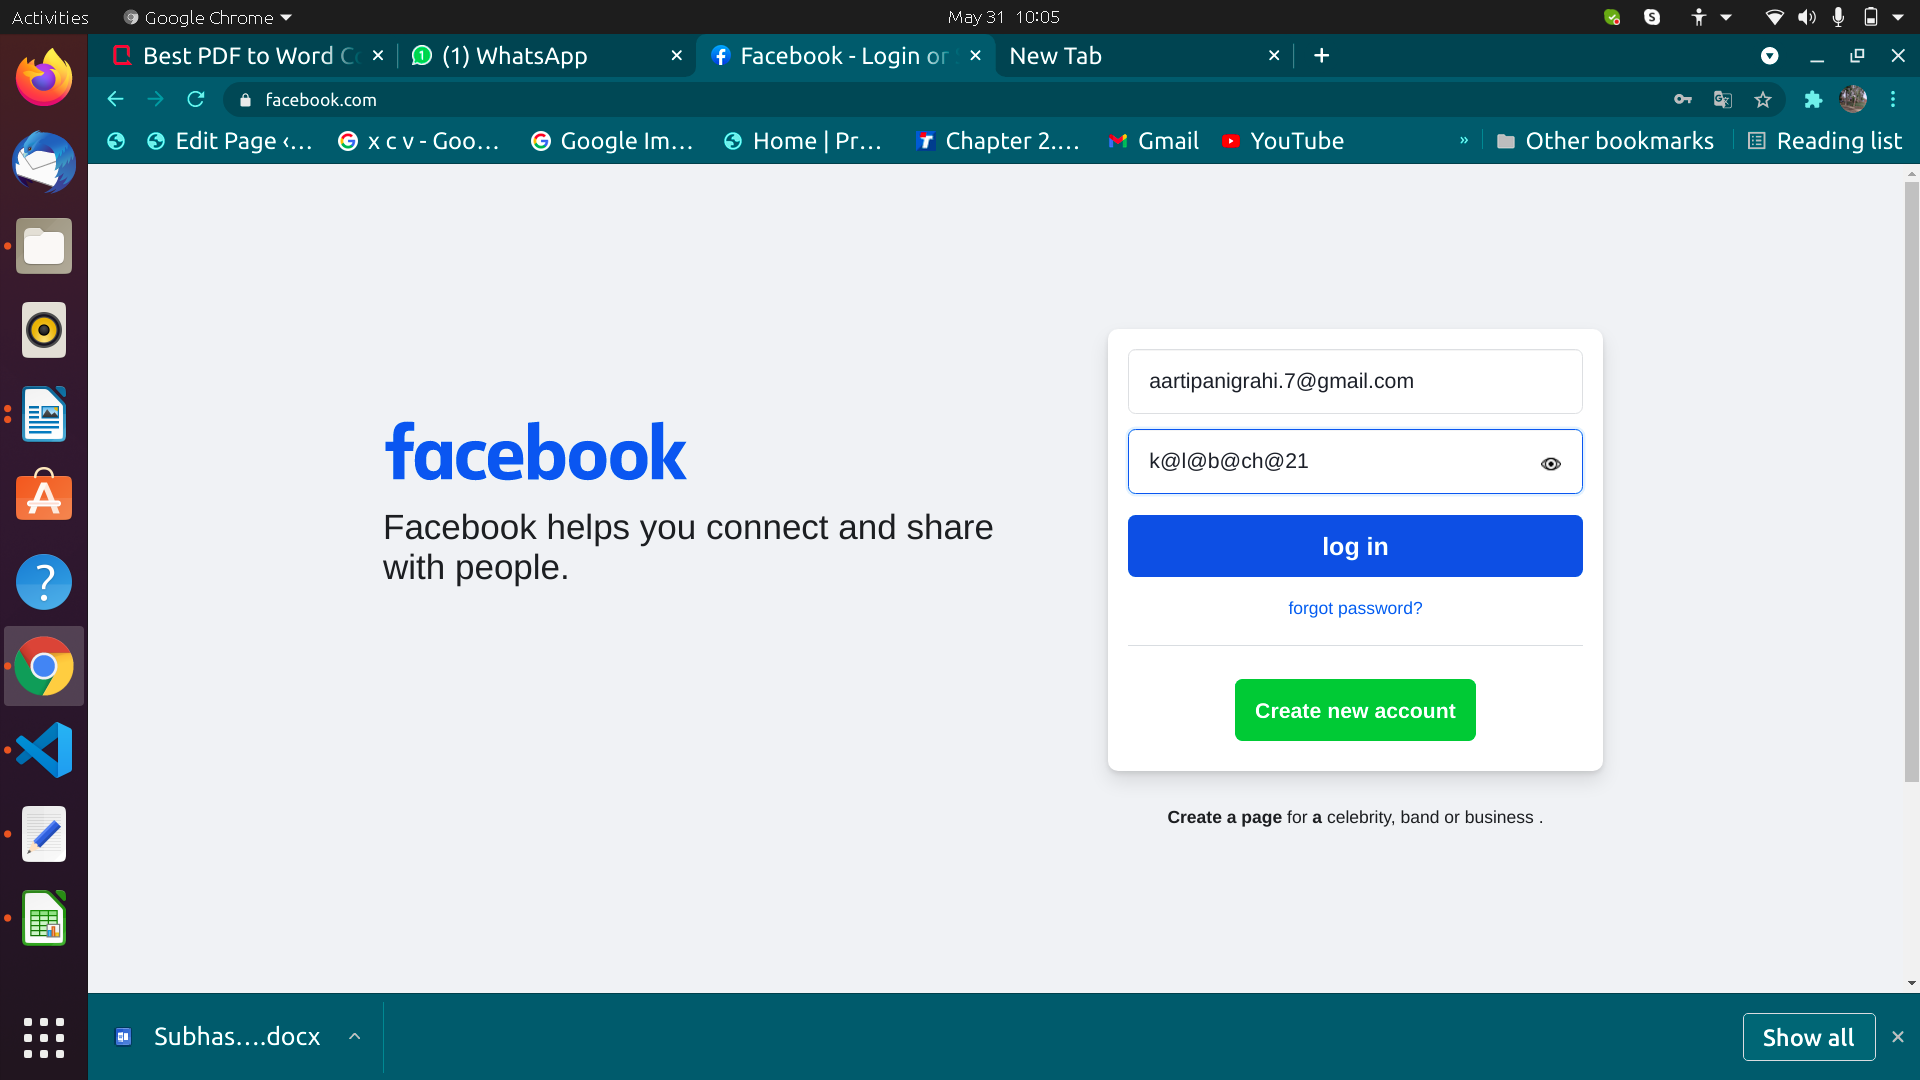 Activities Google Chrome May 31 10:05
Best PDF to Word Co (1) WhatsApp Facebook - Login or New Tab
facebook.com
Edit Page ‹... x c v - Goo... Google Im... Home | Pr... Chapter 2.... Gmail YouTube » Other bookmarks Reading list
aartipanigrahi.7@gmail.com
facebook
k@l@b@ch@21
Facebook helps you connect and share
with people.
log in
forgot password?
Create new account
Create a page for a celebrity, band or business .
Subhas....docx Show all